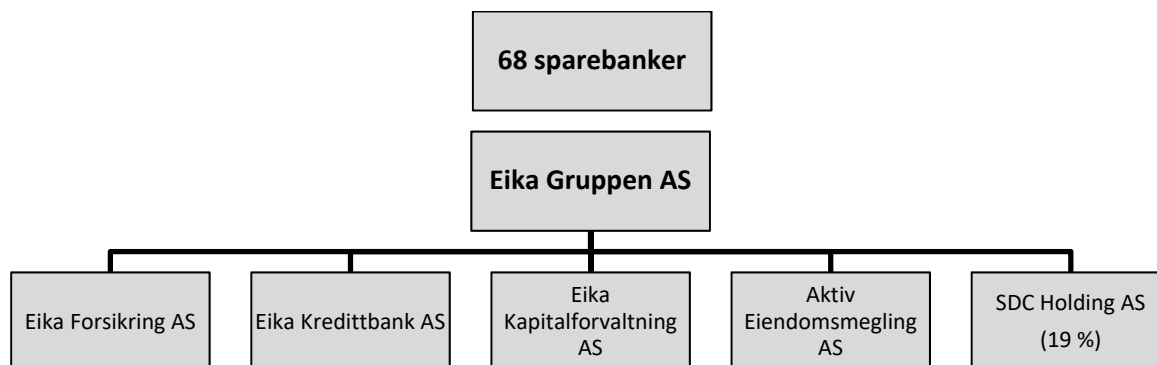 68 sparebanker
Eika Gruppen AS
Eika Forsikring AS
Eika Kredittbank AS
Eika
Kapitalforvaltning
AS
Aktiv
Eiendomsmegling
AS
SDC Holding AS
(19 %)